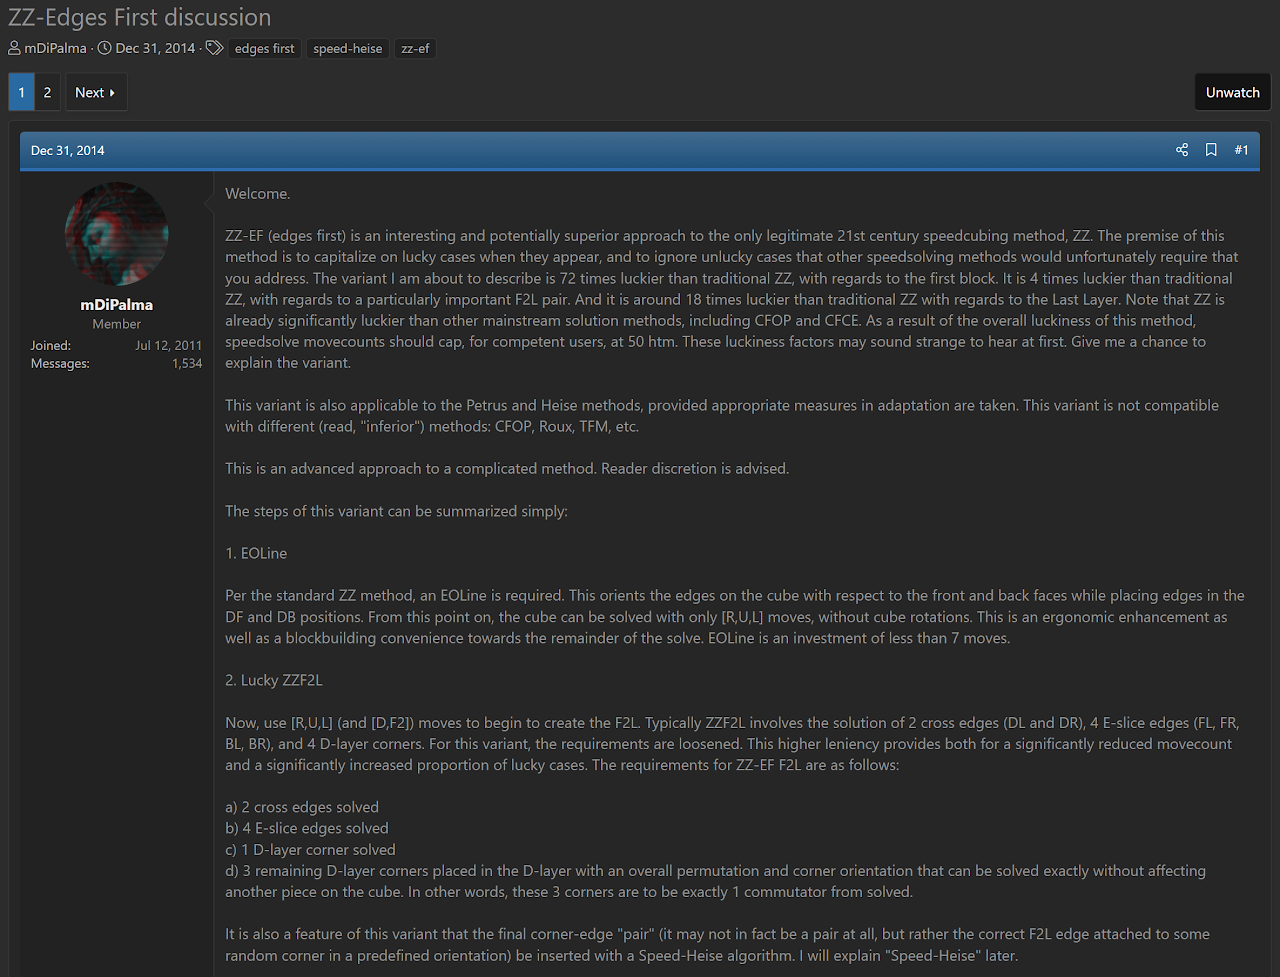 ZZ-Edges First discussion
mDiPalma · Dec 31, 2014 · edges first speed-heise zz-ef
1 2 Next
Unwatch
Dec 31, 2014
#1
mDiPalma
Member
Joined: Jul 12, 2011
Messages: 1,534
Welcome.
ZZ-EF (edges first) is an interesting and potentially superior approach to the only legitimate 21st century speedcubing method, ZZ. The premise of this
method is to capitalize on lucky cases when they appear, and to ignore unlucky cases that other speedsolving methods would unfortunately require that
you address. The variant I am about to describe is 72 times luckier than traditional ZZ, with regards to the first block. It is 4 times luckier than traditional
ZZ, with regards to a particularly important F2L pair. And it is around 18 times luckier than traditional ZZ with regards to the Last Layer. Note that ZZ is
already significantly luckier than other mainstream solution methods, including CFOP and CFCE. As a result of the overall luckiness of this method,
speedsolve movecounts should cap, for competent users, at 50 htm. These luckiness factors may sound strange to hear at first. Give me a chance to
explain the variant.
This variant is also applicable to the Petrus and Heise methods, provided appropriate measures in adaptation are taken. This variant is not compatible
with different (read, "inferior") methods: CFOP, Roux, TFM, etc.
This is an advanced approach to a complicated method. Reader discretion is advised.
The steps of this variant can be summarized simply:
1. EOLine
Per the standard ZZ method, an EOLine is required. This orients the edges on the cube with respect to the front and back faces while placing edges in the
DF and DB positions. From this point on, the cube can be solved with only [R,U,L] moves, without cube rotations. This is an ergonomic enhancement as
well as a blockbuilding convenience towards the remainder of the solve. EOLine is an investment of less than 7 moves.
2. Lucky ZZF2L
Now, use [R,U,L] (and [D,F2]) moves to begin to create the F2L. Typically ZZF2L involves the solution of 2 cross edges (DL and DR), 4 E-slice edges (FL, FR,
BL, BR), and 4 D-layer corners. For this variant, the requirements are loosened. This higher leniency provides both for a significantly reduced movecount
and a significantly increased proportion of lucky cases. The requirements for ZZ-EF F2L are as follows:
a) 2 cross edges solved
b) 4 E-slice edges solved
c) 1 D-layer corner solved
d) 3 remaining D-layer corners placed in the D-layer with an overall permutation and corner orientation that can be solved exactly without affecting
another piece on the cube. In other words, these 3 corners are to be exactly 1 commutator from solved.
It is also a feature of this variant that the final corner-edge "pair" (it may not in fact be a pair at all, but rather the correct F2L edge attached to some
random corner in a predefined orientation) be inserted with a Speed-Heise algorithm. I will explain "Speed-Heise" later.